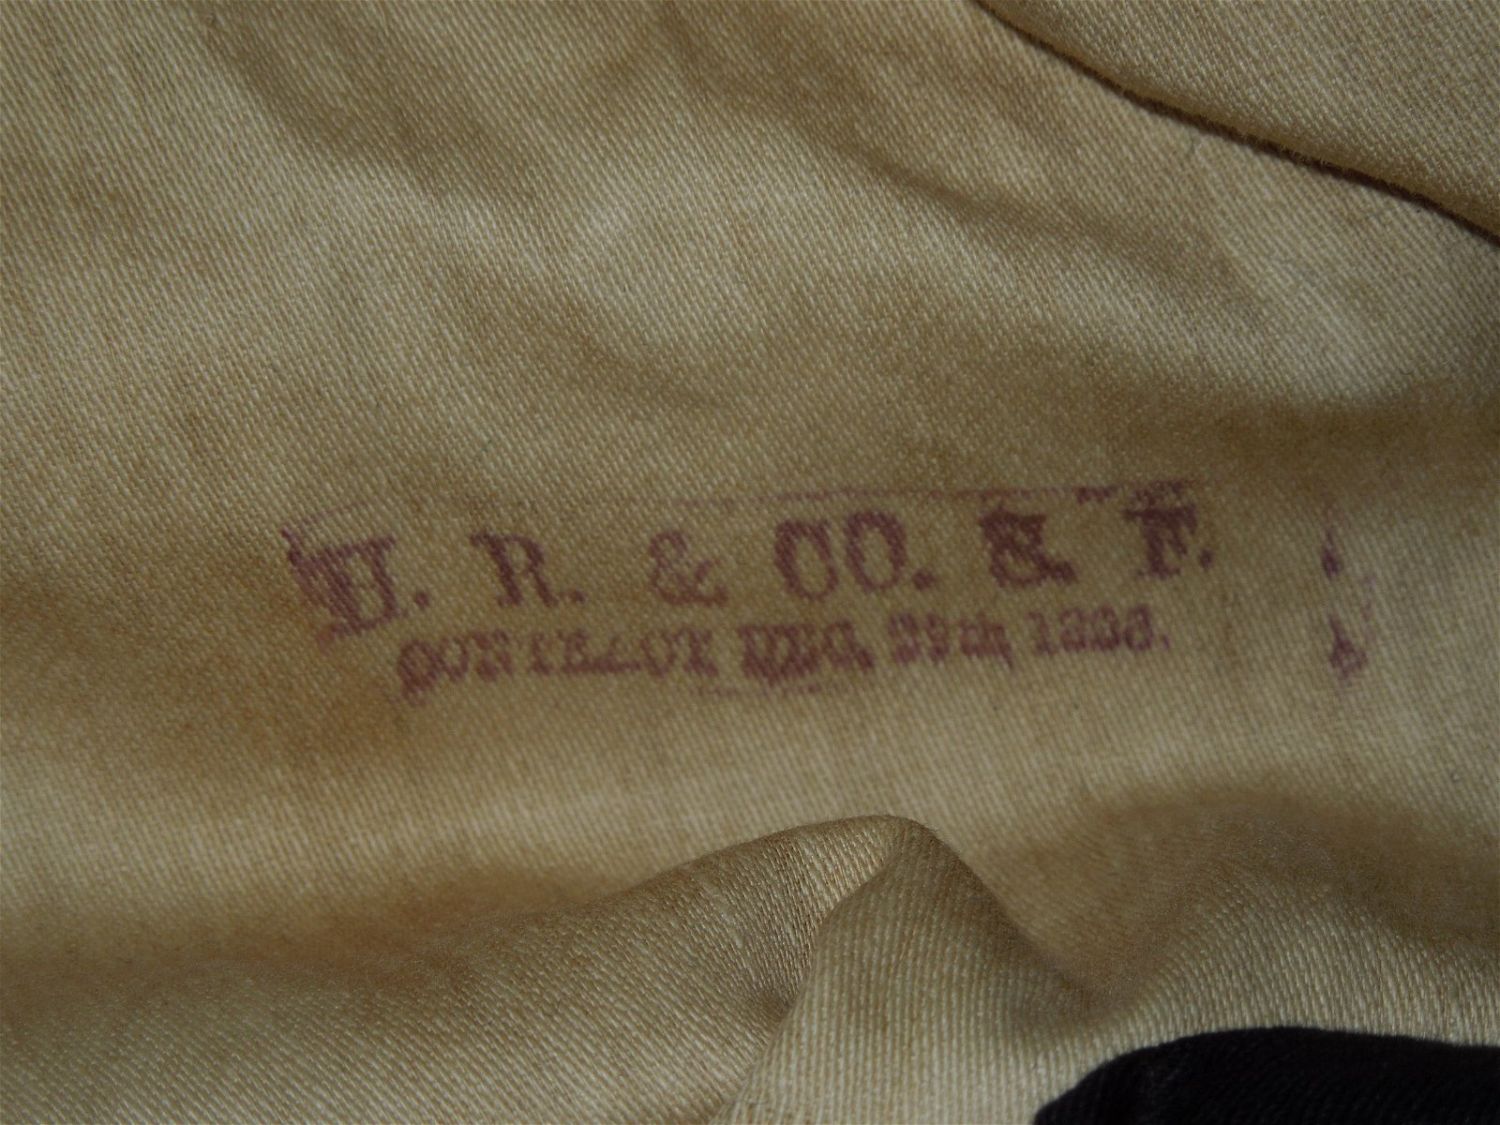 H. R. & CO. S. F.
CONTRACT DEC. 29th,